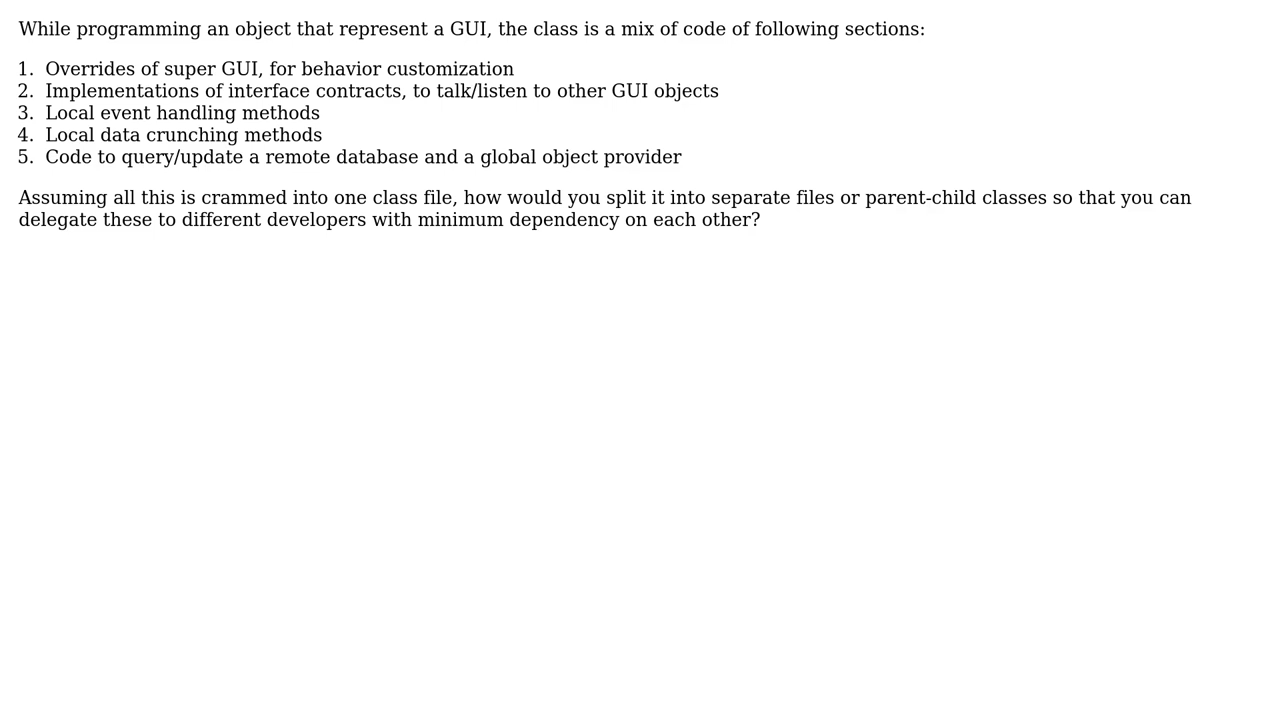 While programming an object that represent a GUI, the class is a mix of code of following sections:
1. Overrides of super GUI, for behavior customization
2. Implementations of interface contracts, to talk/listen to other GUI objects
3. Local event handling methods
4. Local data crunching methods
5. Code to query/update a remote database and a global object provider
Assuming all this is crammed into one class file, how would you split it into separate files or parent-child classes so that you can
delegate these to different developers with minimum dependency on each other?